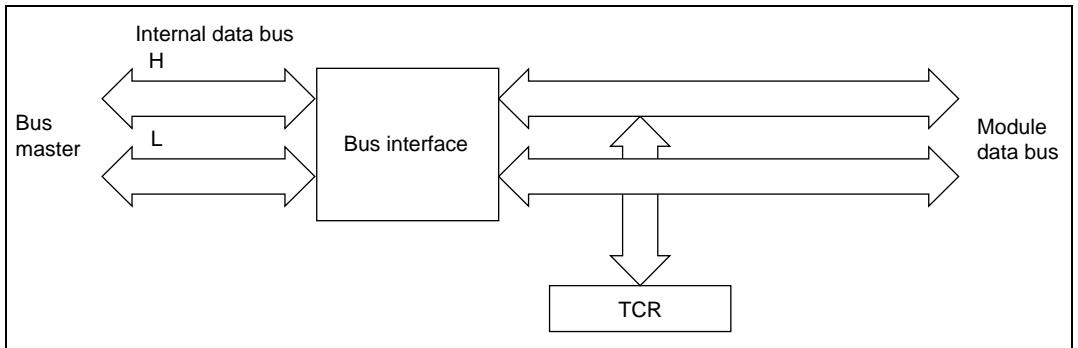 Internal data bus
H
Bus
master
L
Bus interface
Module
data bus
TCR